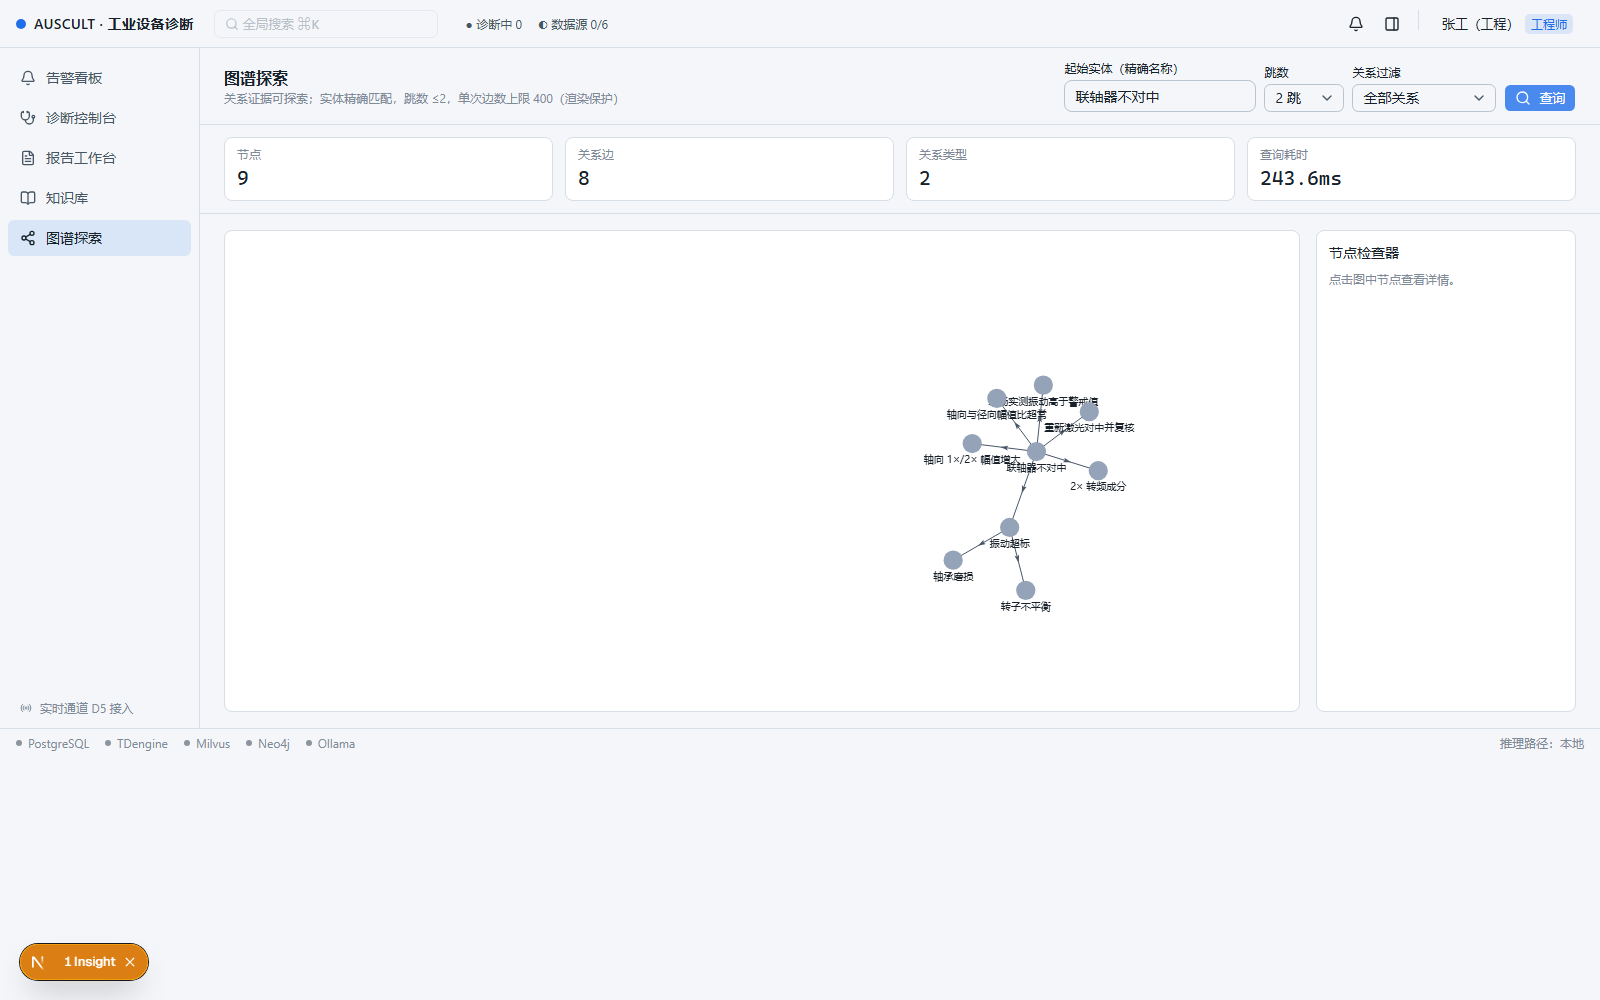 AUSCULT · 工业设备诊断
全局搜索 ⌘K
诊断中 0
数据源 0/6
张工（工程）
工程师
告警看板
诊断控制台
报告工作台
知识库
图谱探索
实时通道 D5 接入
图谱探索
关系证据可探索；实体精确匹配，跳数 ≤2，单次边数上限 400（渲染保护）
起始实体（精确名称）
联轴器不对中
跳数
2 跳
关系过滤
全部关系
查询
节点
9
关系边
8
关系类型
2
查询耗时
243.6ms
实测振动高于警戒值
轴向与径向幅值比超营
重新激光对中并复核
轴向 1×/2× 幅值增大
联轴器不对中
2× 转频成分
振动超标
轴承磨损
转子不平衡
节点检查器
点击图中节点查看详情。
PostgreSQL
TDengine
Milvus
Neo4j
Ollama
推理路径：本地
1 Insight